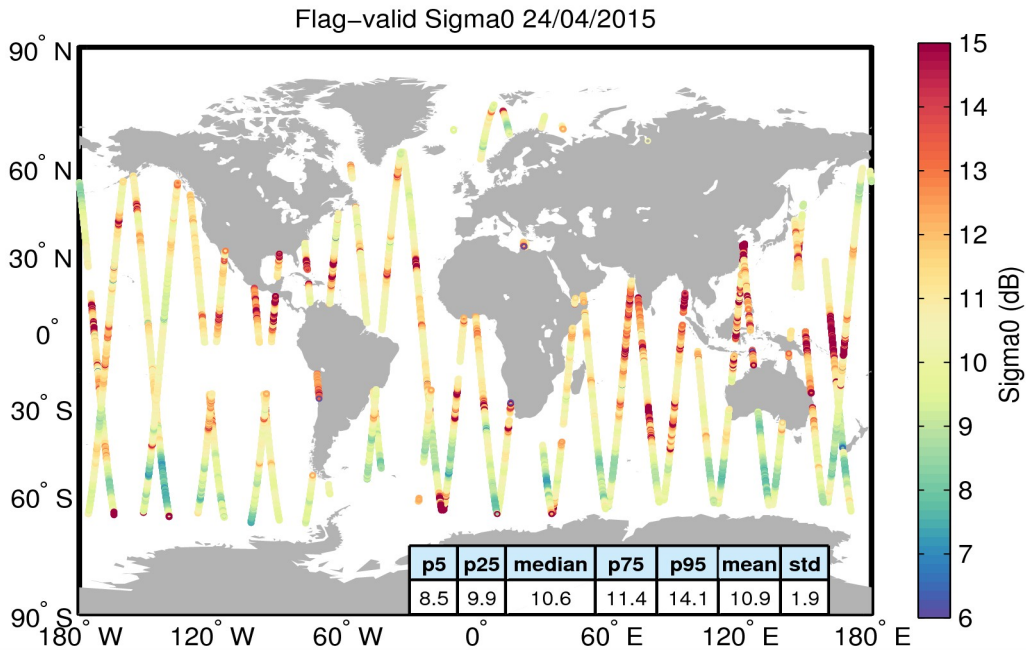 Flag−valid Sigma0 24/04/2015
90° N
60° N
30° N
0°
30° S
60° S
90° S
180° W
120° W
60° W
0°
60° E
120° E
180° E
15
14
13
12
11
10
9
8
7
6
Sigma0 (dB)
p5 p25 median p75 p95 mean std
8.5 9.9 10.6 11.4 14.1 10.9 1.9